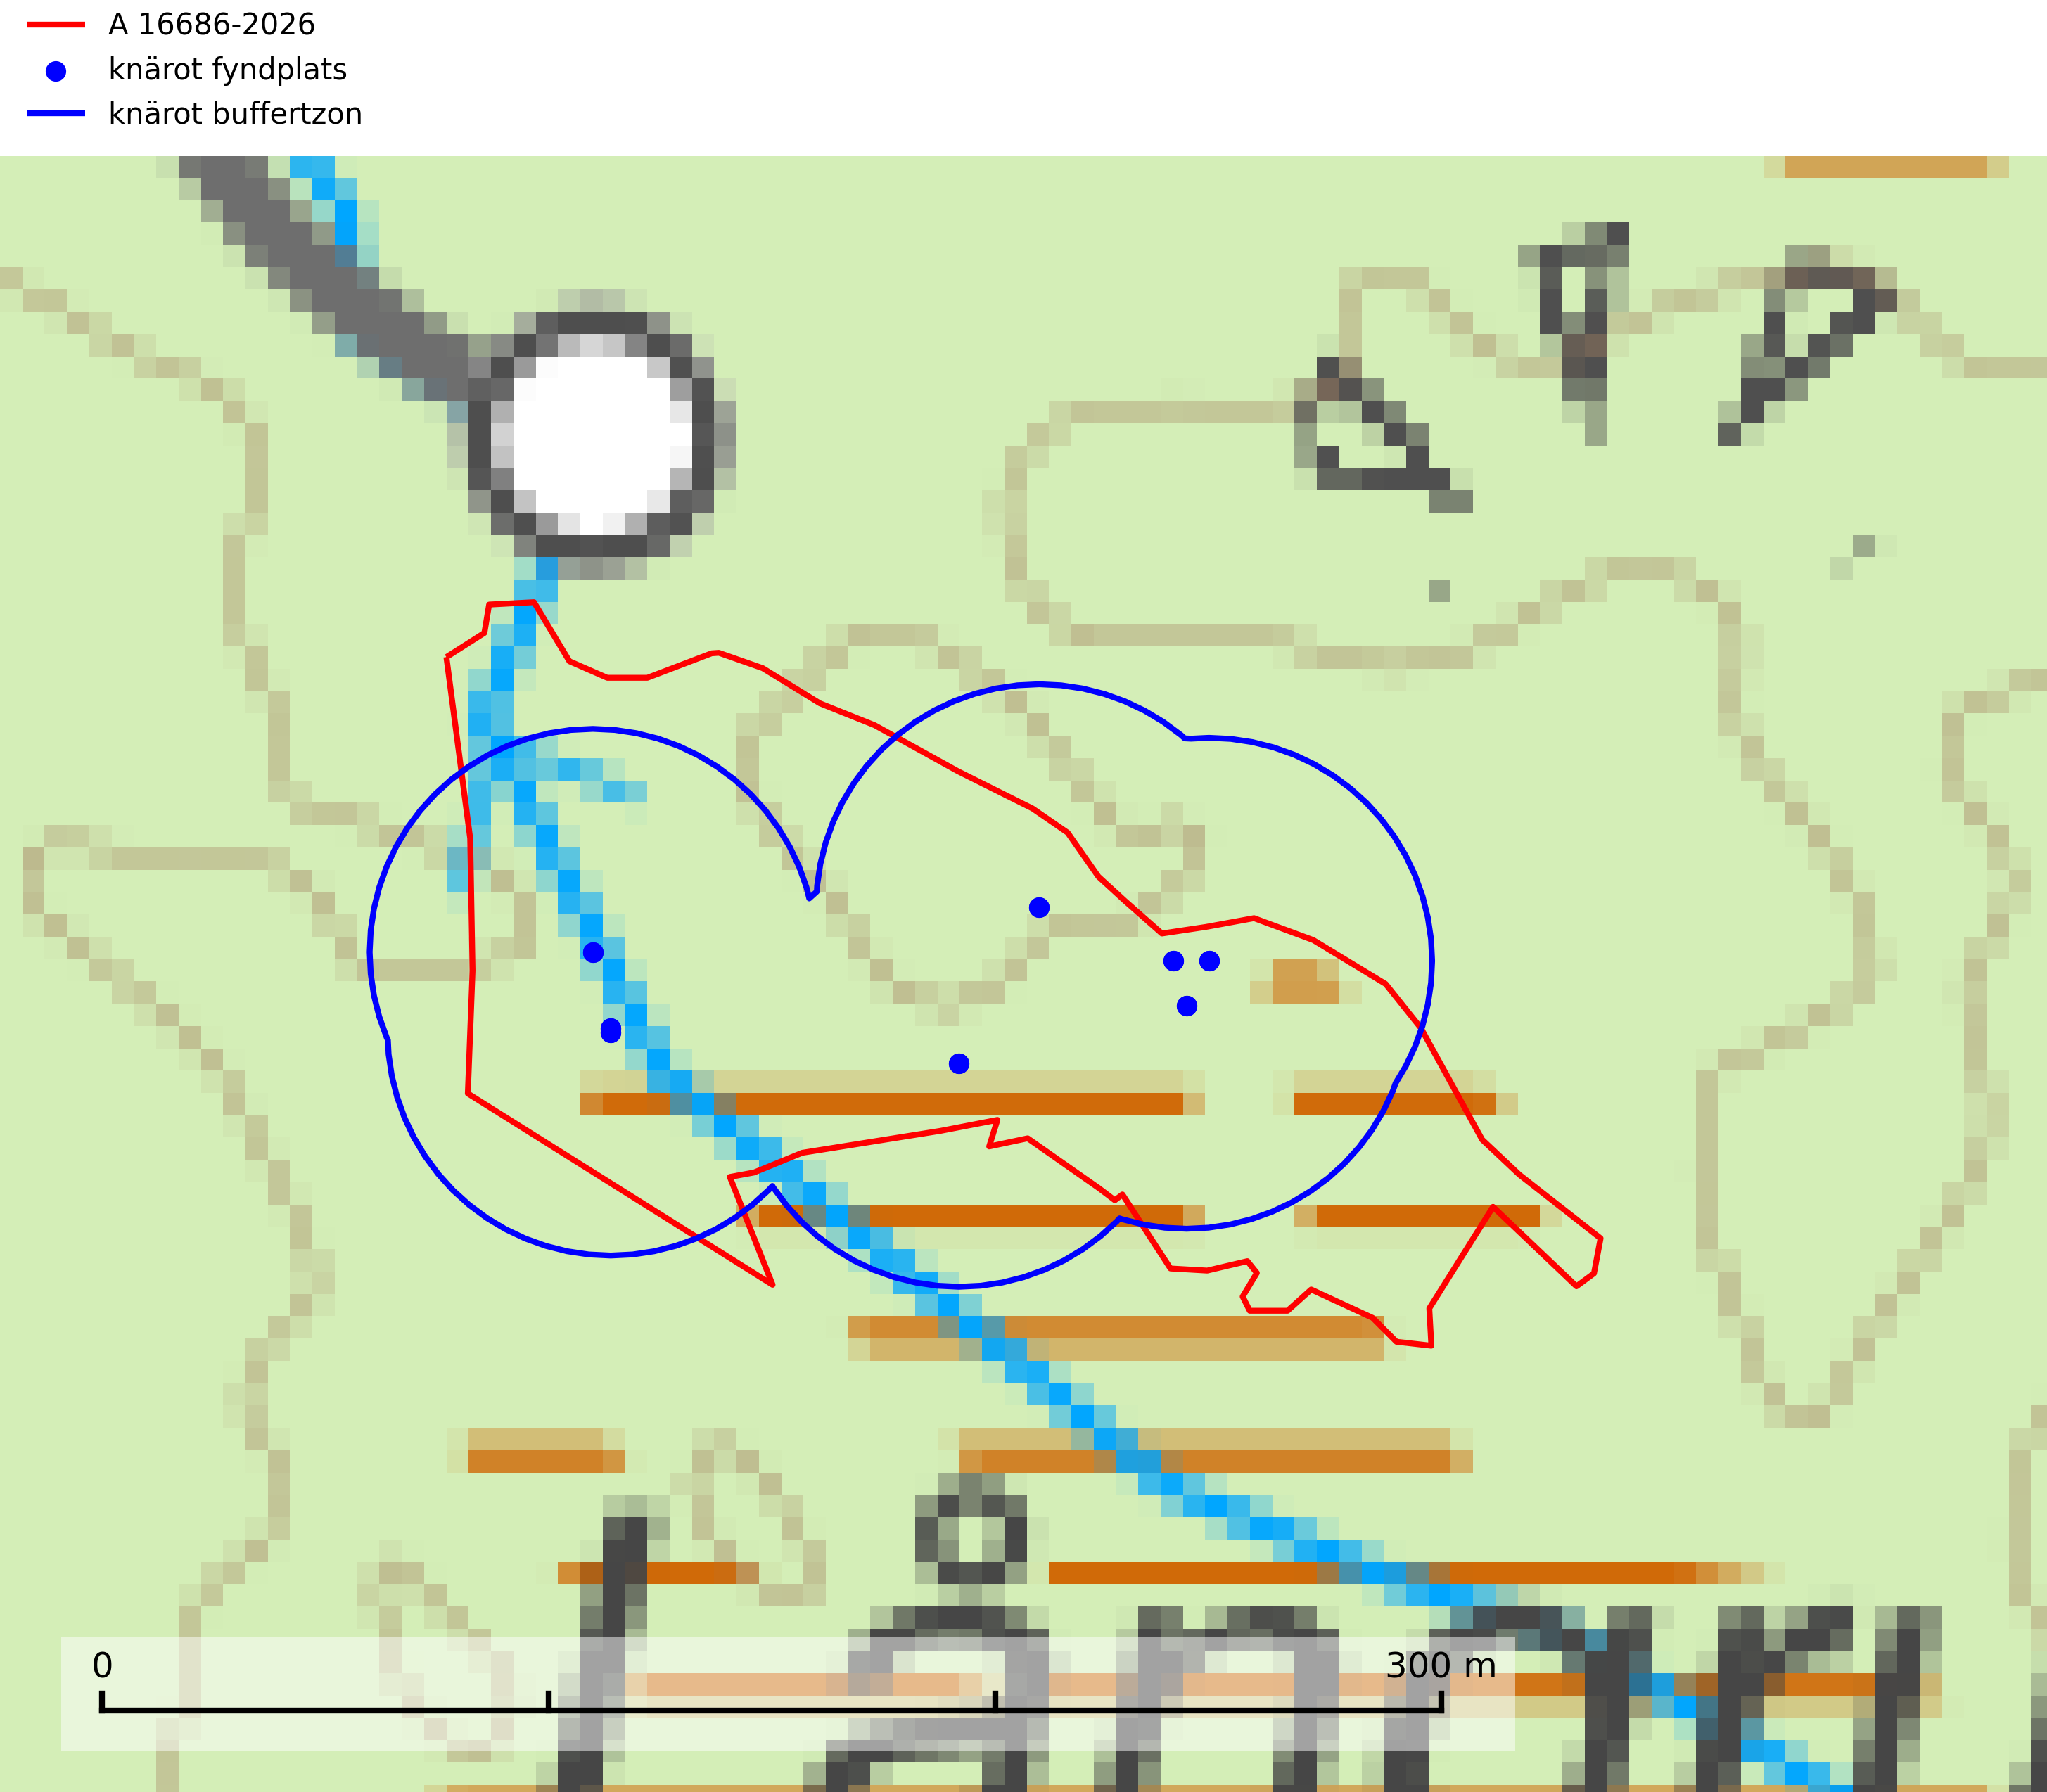 A 16686-2026
knärot fyndplats
knärot buffertzon
0 300 m